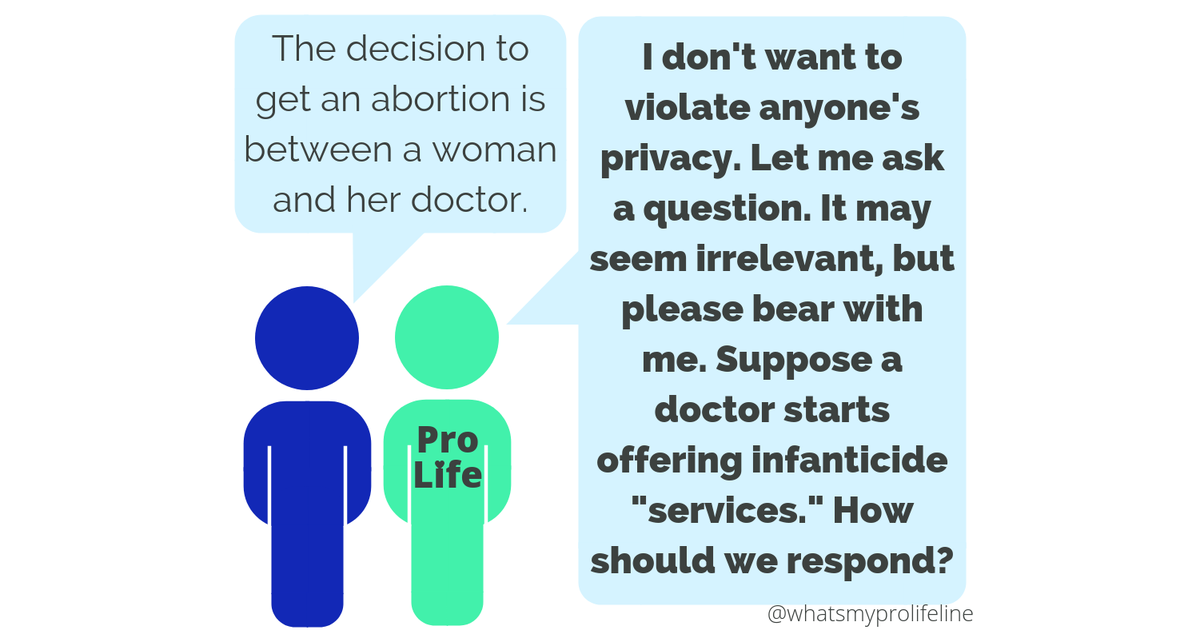 The decision to
get an abortion is
between a woman
and her doctor.
I don't want to
violate anyone's
privacy. Let me ask
a question. It may
seem irrelevant, but
please bear with
me. Suppose a
doctor starts
offering infanticide
"services." How
should we respond?
Pro
Life
@whatsmyprolifeline